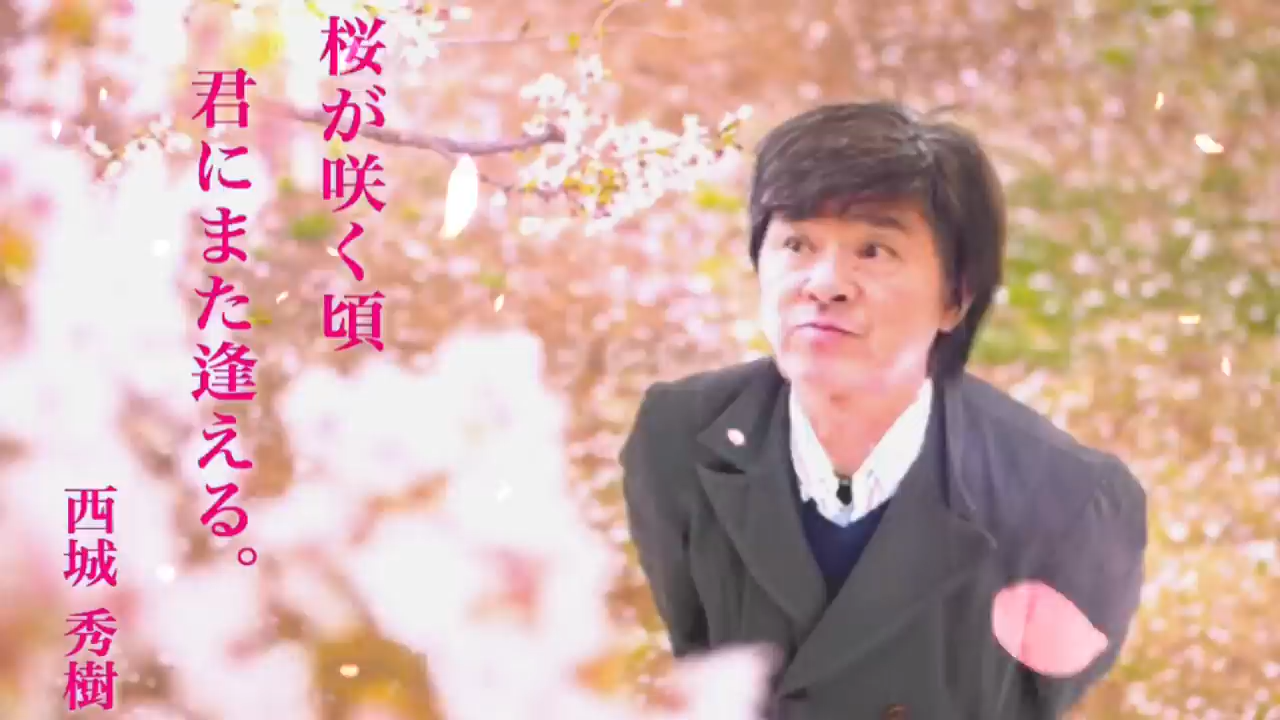 桜が咲く頃
君にまた逢える。
西城 秀樹